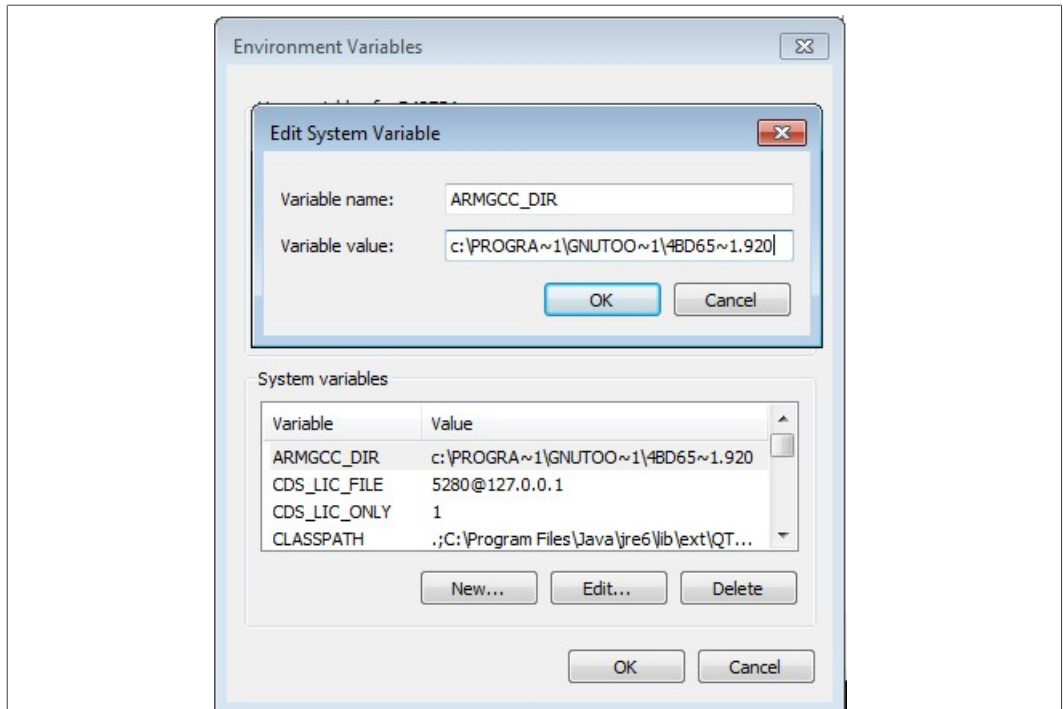 Environment Variables
Edit System Variable
Variable name: ARMGCC_DIR
Variable value: c:\PROGRA~1\GNUTOO~1\4BD65~1.920
OK Cancel
System variables
Variable Value
ARMGCC_DIR c:\PROGRA~1\GNUTOO~1\4BD65~1.920
CDS_LIC_FILE 5280@127.0.0.1
CDS_LIC_ONLY 1
CLASSPATH .;C:\Program Files\Java\jre6\lib\ext\QT...
New... Edit... Delete
OK Cancel